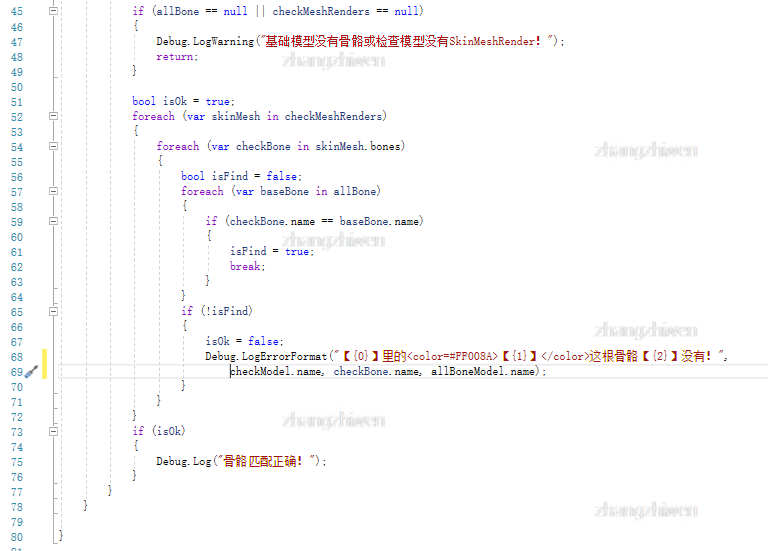 45 if (allBone == null || checkMeshRenders == null)
46 {
47 Debug.LogWarning("基础模型没有骨骼或检查模型没有SkinMeshRender！");
48 return;
49 }
50
51 bool isOk = true;
52 foreach (var skinMesh in checkMeshRenders)
53 {
54 foreach (var checkBone in skinMesh.bones)
55 {
56 bool isFind = false;
57 foreach (var baseBone in allBone)
58 {
59 if (checkBone.name == baseBone.name)
60 {
61 isFind = true;
62 break;
63 }
64 }
65 if (!isFind)
66 {
67 isOk = false;
68 Debug.LogErrorFormat("【{0}】里的<color=#FF008A>【{1}】</color>这根骨骼【{2}】没有！",
69 checkModel.name, checkBone.name, allBoneModel.name);
70 }
71 }
72 }
73 if (isOk)
74 {
75 Debug.Log("骨骼匹配正确！");
76 }
77 }
78 }
79
80 }
zhangzhiwen
zhangzhiwen
zhangzhiwen
zhangzhiwen
zhangzhiwen
zhangzhiwen